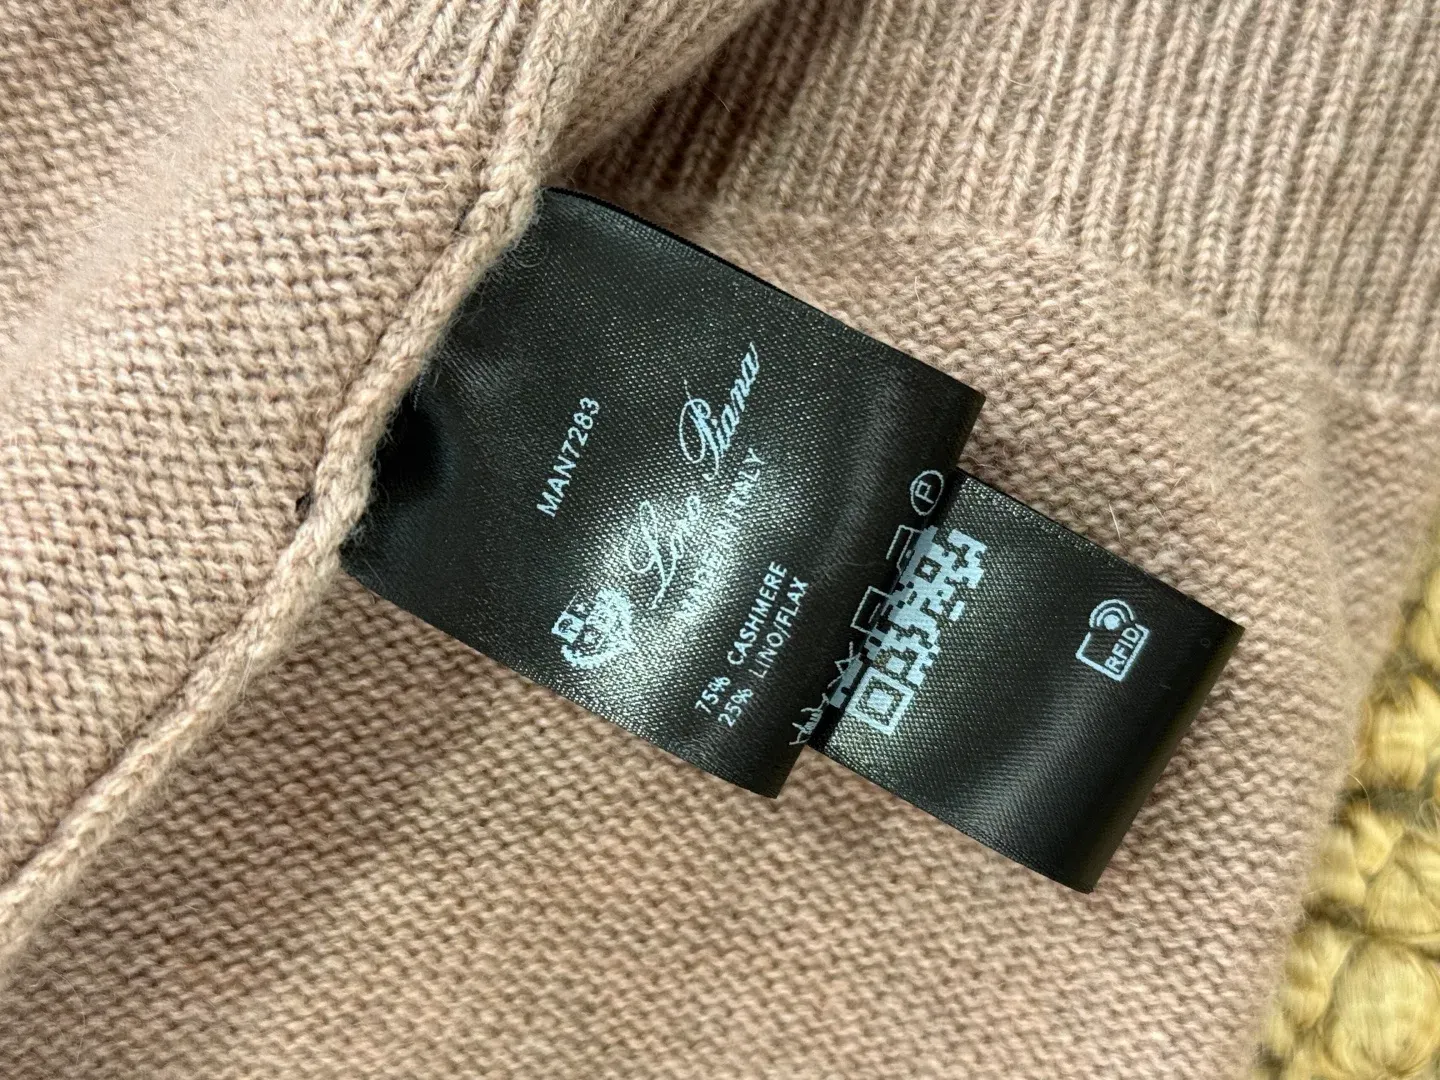 MAN7283
Loro Piana
MADE IN ITALY
75% CASHMERE
25% LINO/FLAX
P
RFID